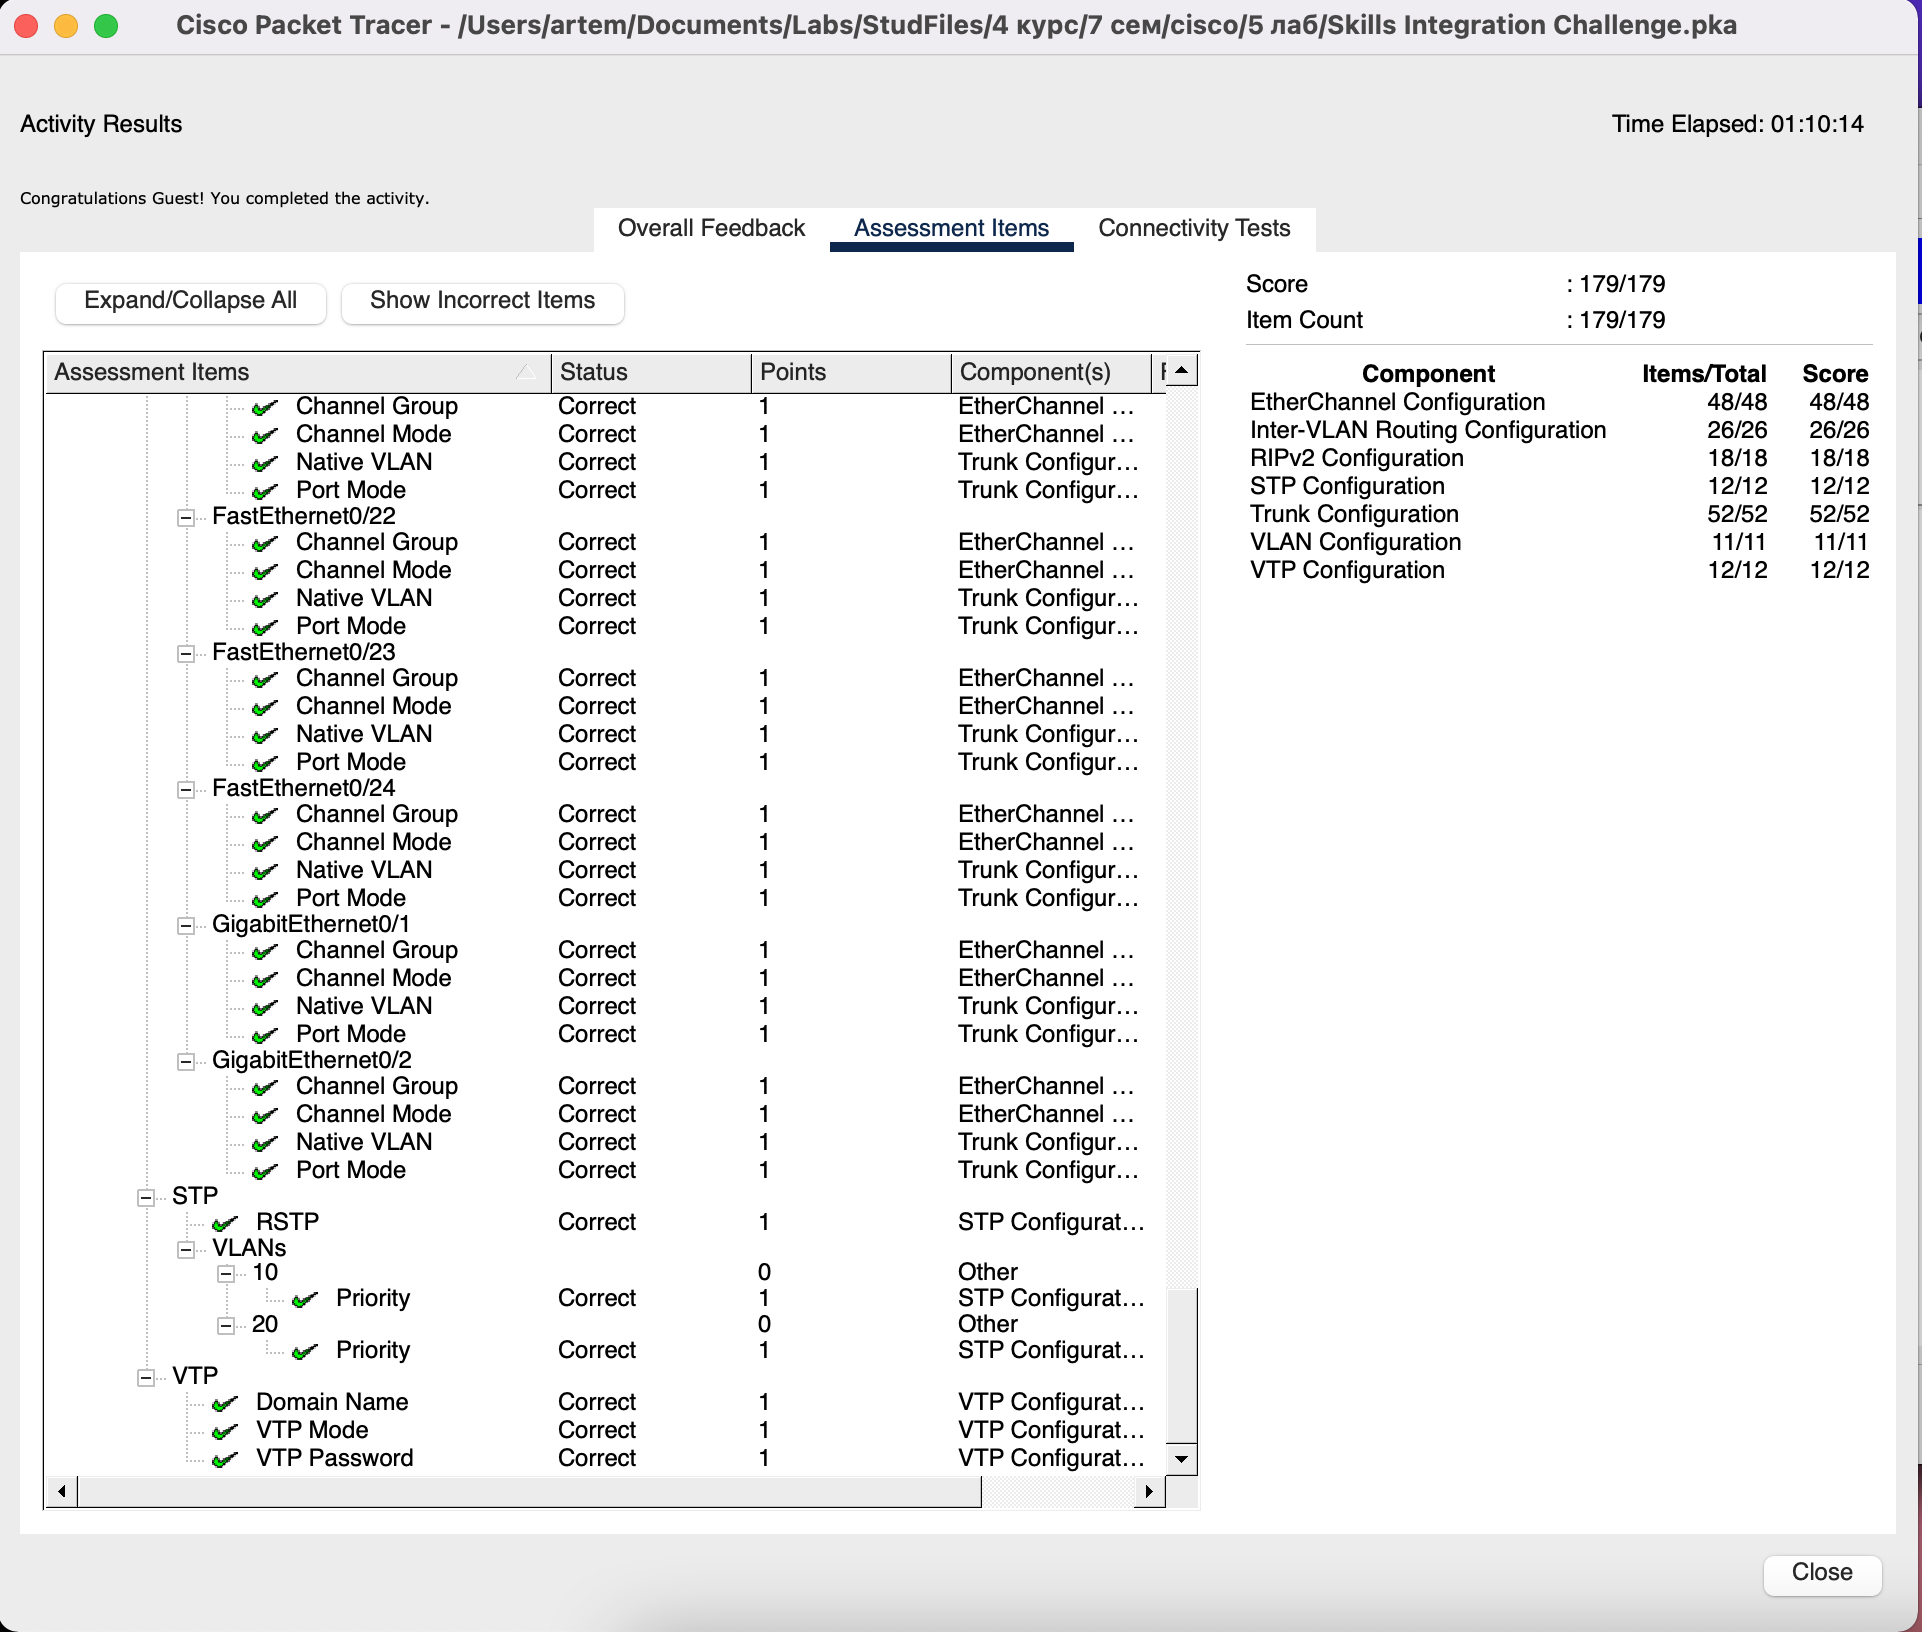 Cisco Packet Tracer - /Users/artem/Documents/Labs/StudFiles/4 курс/7 сем/cisco/5 лаб/Skills Integration Challenge.pka
Activity Results
Time Elapsed: 01:10:14
Congratulations Guest! You completed the activity.
Overall Feedback Assessment Items Connectivity Tests
Expand/Collapse All Show Incorrect Items
Score : 179/179
Item Count : 179/179
Component Items/Total Score
EtherChannel Configuration 48/48 48/48
Inter-VLAN Routing Configuration 26/26 26/26
RIPv2 Configuration 18/18 18/18
STP Configuration 12/12 12/12
Trunk Configuration 52/52 52/52
VLAN Configuration 11/11 11/11
VTP Configuration 12/12 12/12
Assessment Items Status Points Component(s)
Channel Group Correct 1 EtherChannel ...
Channel Mode Correct 1 EtherChannel ...
Native VLAN Correct 1 Trunk Configur...
Port Mode Correct 1 Trunk Configur...
FastEthernet0/22
Channel Group Correct 1 EtherChannel ...
Channel Mode Correct 1 EtherChannel ...
Native VLAN Correct 1 Trunk Configur...
Port Mode Correct 1 Trunk Configur...
FastEthernet0/23
Channel Group Correct 1 EtherChannel ...
Channel Mode Correct 1 EtherChannel ...
Native VLAN Correct 1 Trunk Configur...
Port Mode Correct 1 Trunk Configur...
FastEthernet0/24
Channel Group Correct 1 EtherChannel ...
Channel Mode Correct 1 EtherChannel ...
Native VLAN Correct 1 Trunk Configur...
Port Mode Correct 1 Trunk Configur...
GigabitEthernet0/1
Channel Group Correct 1 EtherChannel ...
Channel Mode Correct 1 EtherChannel ...
Native VLAN Correct 1 Trunk Configur...
Port Mode Correct 1 Trunk Configur...
GigabitEthernet0/2
Channel Group Correct 1 EtherChannel ...
Channel Mode Correct 1 EtherChannel ...
Native VLAN Correct 1 Trunk Configur...
Port Mode Correct 1 Trunk Configur...
STP
RSTP Correct 1 STP Configurat...
VLANs
10 0 Other
Priority Correct 1 STP Configurat...
20 0 Other
Priority Correct 1 STP Configurat...
VTP
Domain Name Correct 1 VTP Configurat...
VTP Mode Correct 1 VTP Configurat...
VTP Password Correct 1 VTP Configurat...
Close